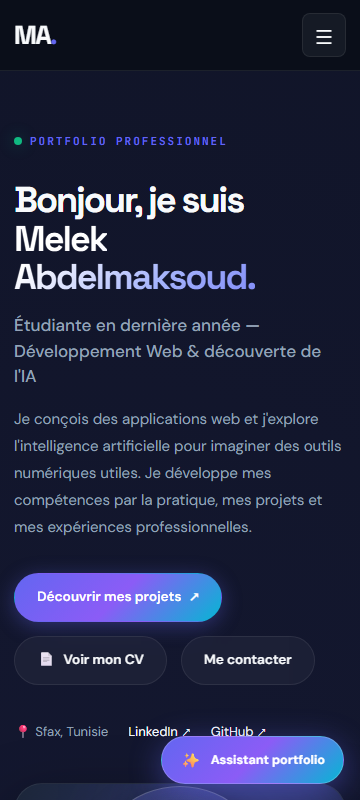 MA.
PORTFOLIO PROFESSIONNEL
Bonjour, je suis
Melek
Abdelmaksoud.
Étudiante en dernière année —
Développement Web & découverte de
l'IA
Je conçois des applications web et j'explore
l'intelligence artificielle pour imaginer des outils
numériques utiles. Je développe mes
compétences par la pratique, mes projets et
mes expériences professionnelles.
Découvrir mes projets ↗
Voir mon CV
Me contacter
Sfax, Tunisie LinkedIn ↗ GitHub ↗
Assistant portfolio